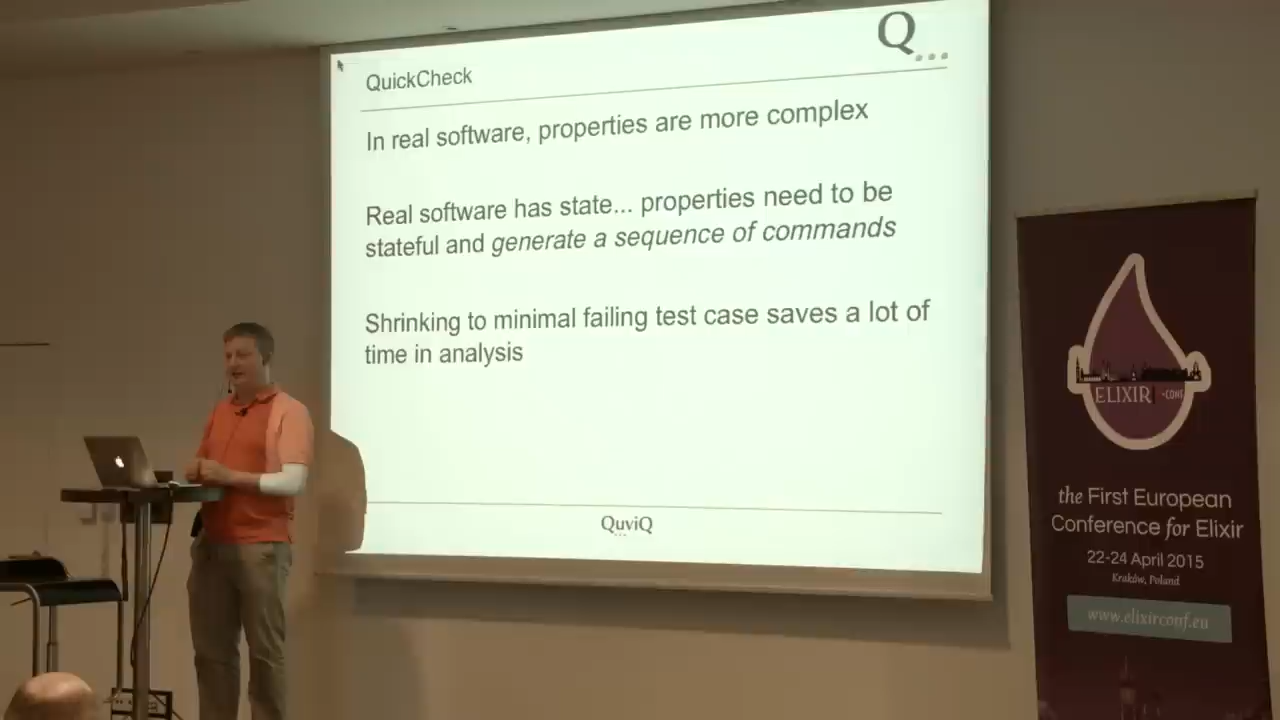 Q...
QuickCheck
In real software, properties are more complex
Real software has state... properties need to be
stateful and generate a sequence of commands
Shrinking to minimal failing test case saves a lot of
time in analysis
QuviQ
...
ELIXIR -CONF
the First European
Conference for Elixir
22-24 April 2015
Kraków, Poland
www.elixirconf.eu